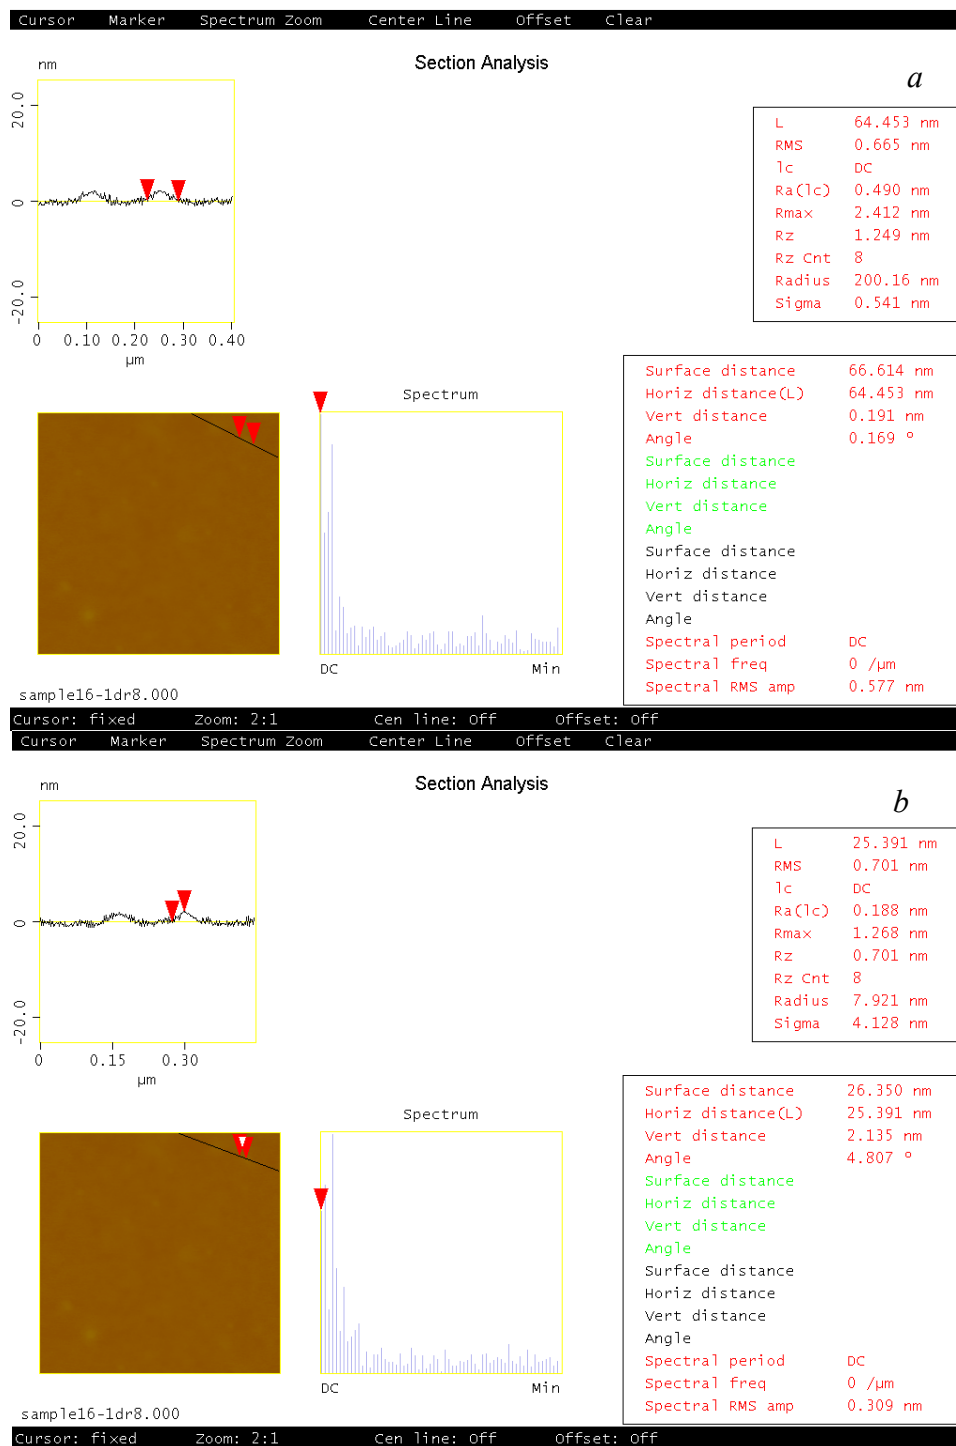 Cursor Marker Spectrum Zoom Center Line Offset Clear
Section Analysis
a
nm
20.0
0
-20.0
0 0.10 0.20 0.30 0.40
µm
L 64.453 nm
RMS 0.665 nm
lc DC
Ra(lc) 0.490 nm
Rmax 2.412 nm
Rz 1.249 nm
Rz Cnt 8
Radius 200.16 nm
Sigma 0.541 nm
Spectrum
DC Min
Surface distance 66.614 nm
Horiz distance(L) 64.453 nm
Vert distance 0.191 nm
Angle 0.169 °
Surface distance
Horiz distance
Vert distance
Angle
Surface distance
Horiz distance
Vert distance
Angle
Spectral period DC
Spectral freq 0 /µm
Spectral RMS amp 0.577 nm
sample16-1dr8.000
Cursor: fixed Zoom: 2:1 Cen line: Off Offset: Off
Cursor Marker Spectrum Zoom Center Line Offset Clear
Section Analysis
b
nm
20.0
0
-20.0
0 0.15 0.30
µm
L 25.391 nm
RMS 0.701 nm
lc DC
Ra(lc) 0.188 nm
Rmax 1.268 nm
Rz 0.701 nm
Rz Cnt 8
Radius 7.921 nm
Sigma 4.128 nm
Spectrum
DC Min
Surface distance 26.350 nm
Horiz distance(L) 25.391 nm
Vert distance 2.135 nm
Angle 4.807 °
Surface distance
Horiz distance
Vert distance
Angle
Surface distance
Horiz distance
Vert distance
Angle
Spectral period DC
Spectral freq 0 /µm
Spectral RMS amp 0.309 nm
sample16-1dr8.000
Cursor: fixed Zoom: 2:1 Cen line: Off Offset: Off